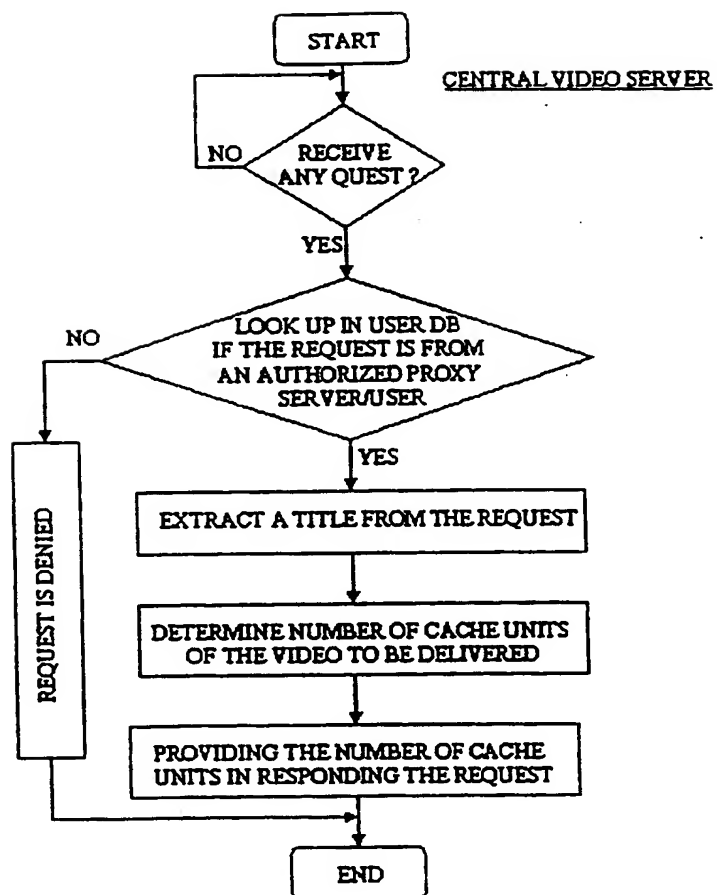 START
CENTRAL VIDEO SERVER
NO
RECEIVE
ANY QUEST ?
YES
NO
LOOK UP IN USER DB
IF THE REQUEST IS FROM
AN AUTHORIZED PROXY
SERVER/USER
YES
REQUEST IS DENIED
EXTRACT A TITLE FROM THE REQUEST
DETERMINE NUMBER OF CACHE UNITS
OF THE VIDEO TO BE DELIVERED
PROVIDING THE NUMBER OF CACHE
UNITS IN RESPONDING THE REQUEST
END